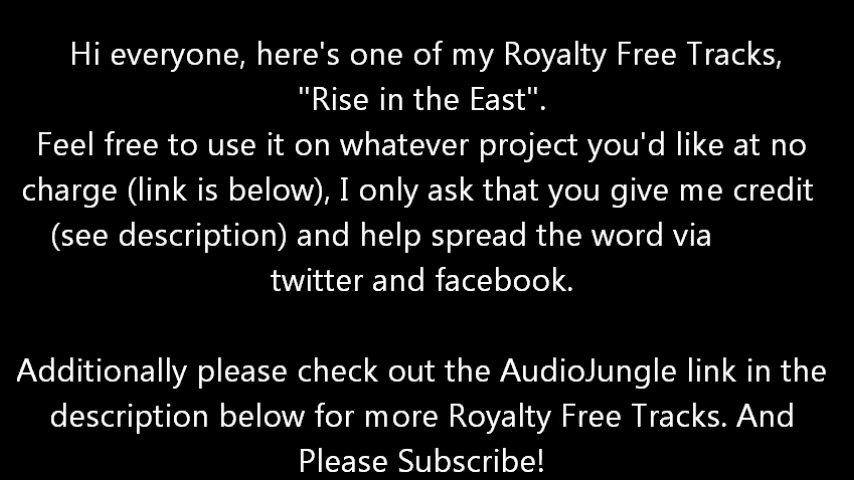 Hi everyone, here's one of my Royalty Free Tracks,
"Rise in the East".
Feel free to use it on whatever project you'd like at no
charge (link is below), I only ask that you give me credit
(see description) and help spread the word via
twitter and facebook.
Additionally please check out the AudioJungle link in the
description below for more Royalty Free Tracks. And
Please Subscribe!